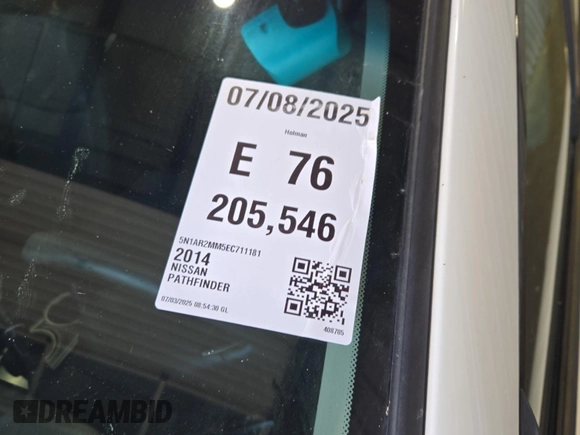 07/08/2025
Holman
E 76
205,546
5N1AR2MM5EC711181
2014
NISSAN
PATHFINDER
07/03/2025 08:54:30 GL
408705
DREAMBID